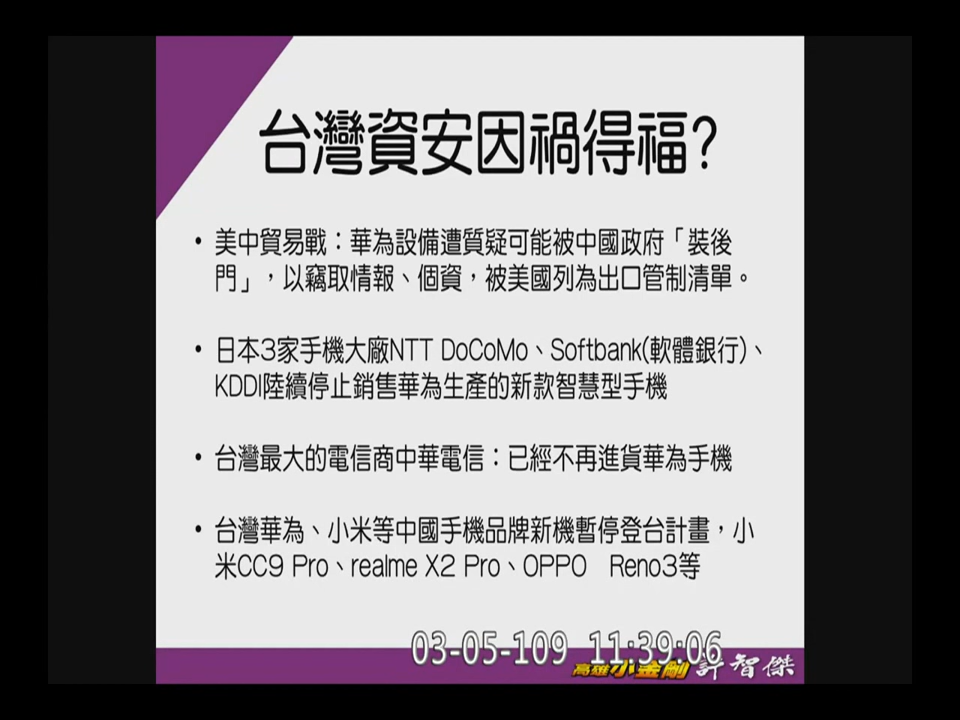 台灣資安因禍得福?
• 美中貿易戰：華為設備遭質疑可能被中國政府「裝後
門」，以竊取情報、個資，被美國列為出口管制清單。
• 日本3家手機大廠NTT DoCoMo、Softbank(軟體銀行)、
KDDI陸續停止銷售華為生產的新款智慧型手機
• 台灣最大的電信商中華電信：已經不再進貨華為手機
• 台灣華為、小米等中國手機品牌新機暫停登台計畫，小
米CC9 Pro、realme X2 Pro、OPPO Reno3等
03-05-109 11:39:06
高雄小金剛 許智傑